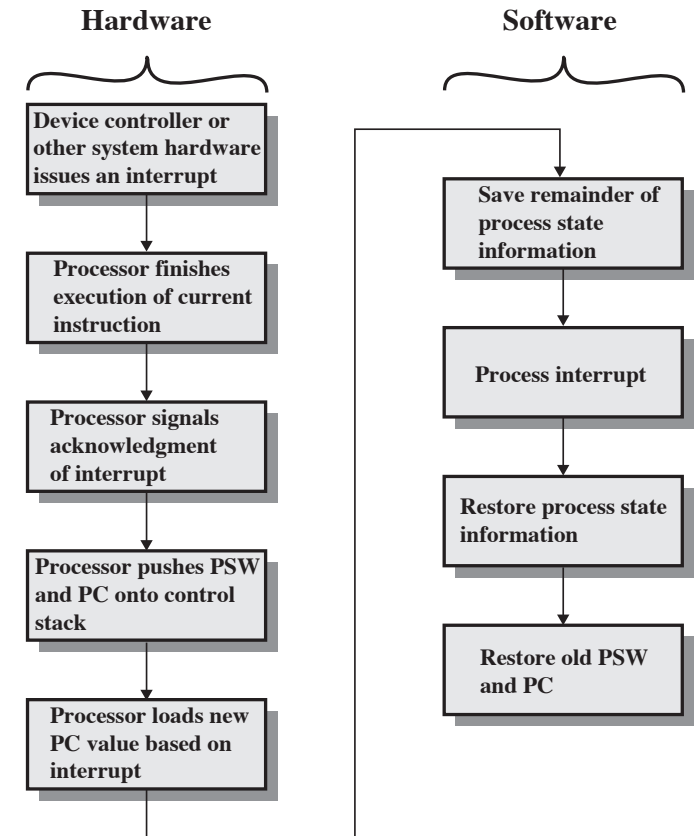 Hardware
Device controller or
other system hardware
issues an interrupt
Processor finishes
execution of current
instruction
Processor signals
acknowledgment
of interrupt
Processor pushes PSW
and PC onto control
stack
Processor loads new
PC value based on
interrupt
Software
Save remainder of
process state
information
Process interrupt
Restore process state
information
Restore old PSW
and PC